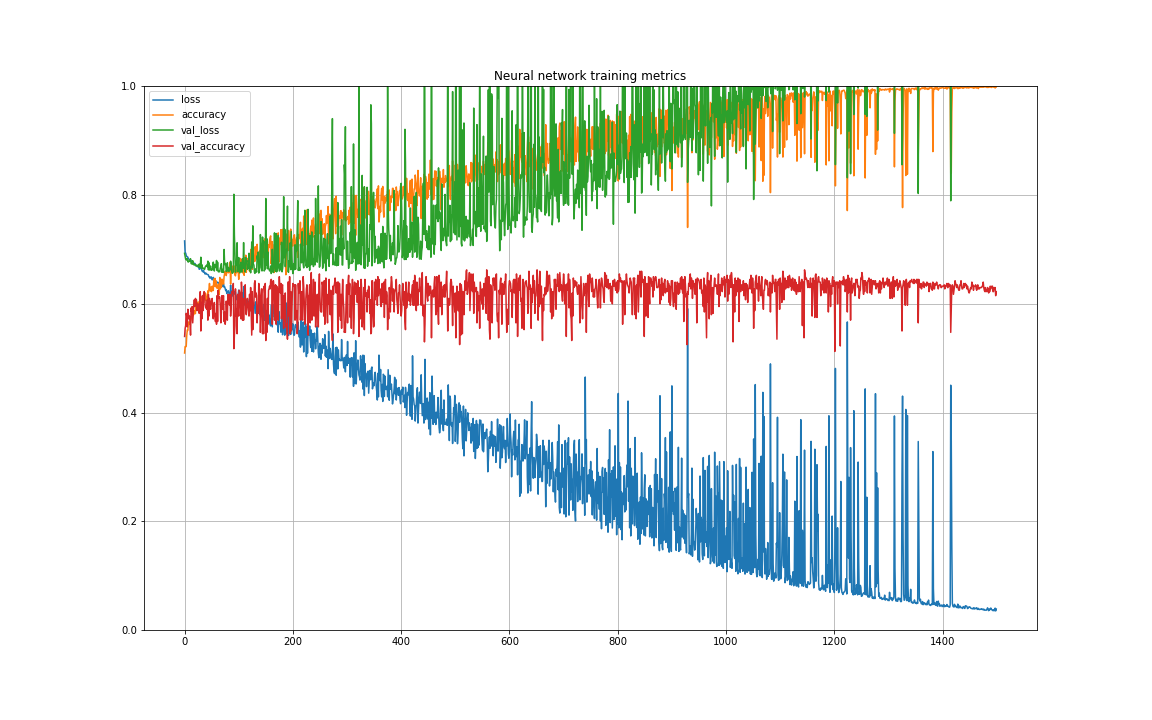 Neural network training metrics
1.0
loss
accuracy
val_loss
val_accuracy
0.8
0.6
0.4
0.2
0.0
0 200 400 600 800 1000 1200 1400